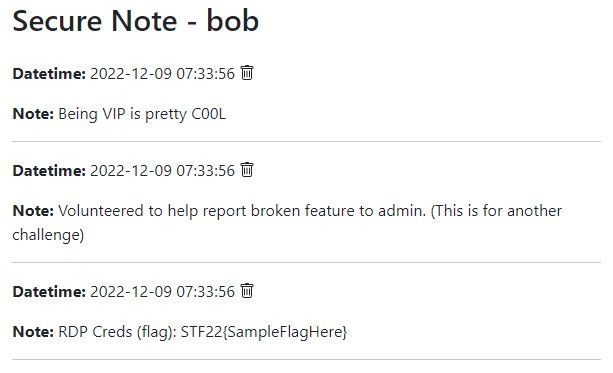 Secure Note - bob
Datetime: 2022-12-09 07:33:56
Note: Being VIP is pretty C00L
Datetime: 2022-12-09 07:33:56
Note: Volunteered to help report broken feature to admin. (This is for another
challenge)
Datetime: 2022-12-09 07:33:56
Note: RDP Creds (flag): STF22{SampleFlagHere}